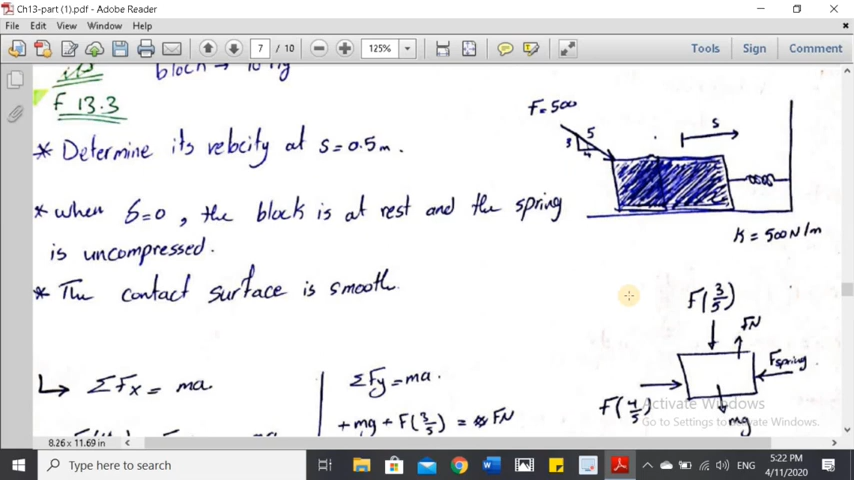 Ch13-part (1).pdf - Adobe Reader
File Edit View Window Help
7 / 10 125% Tools Sign Comment
block → 10 kg
F 13.3
F=500
5
3
4
S
* Determine its velocity at s=0.5m.
* when S=0, the block is at rest and the spring
is uncompressed.
K = 500 N/m
* The contact surface is smooth.
F(3/5)
FN
Fspring
F(4/5)
mg
ΣFx = ma
ΣFy = ma.
+mg + F(3/5) = FN
Activate Windows
Go to Settings to activate Windows.
8.26 x 11.69 in
Type here to search
ENG
5:22 PM
4/11/2020